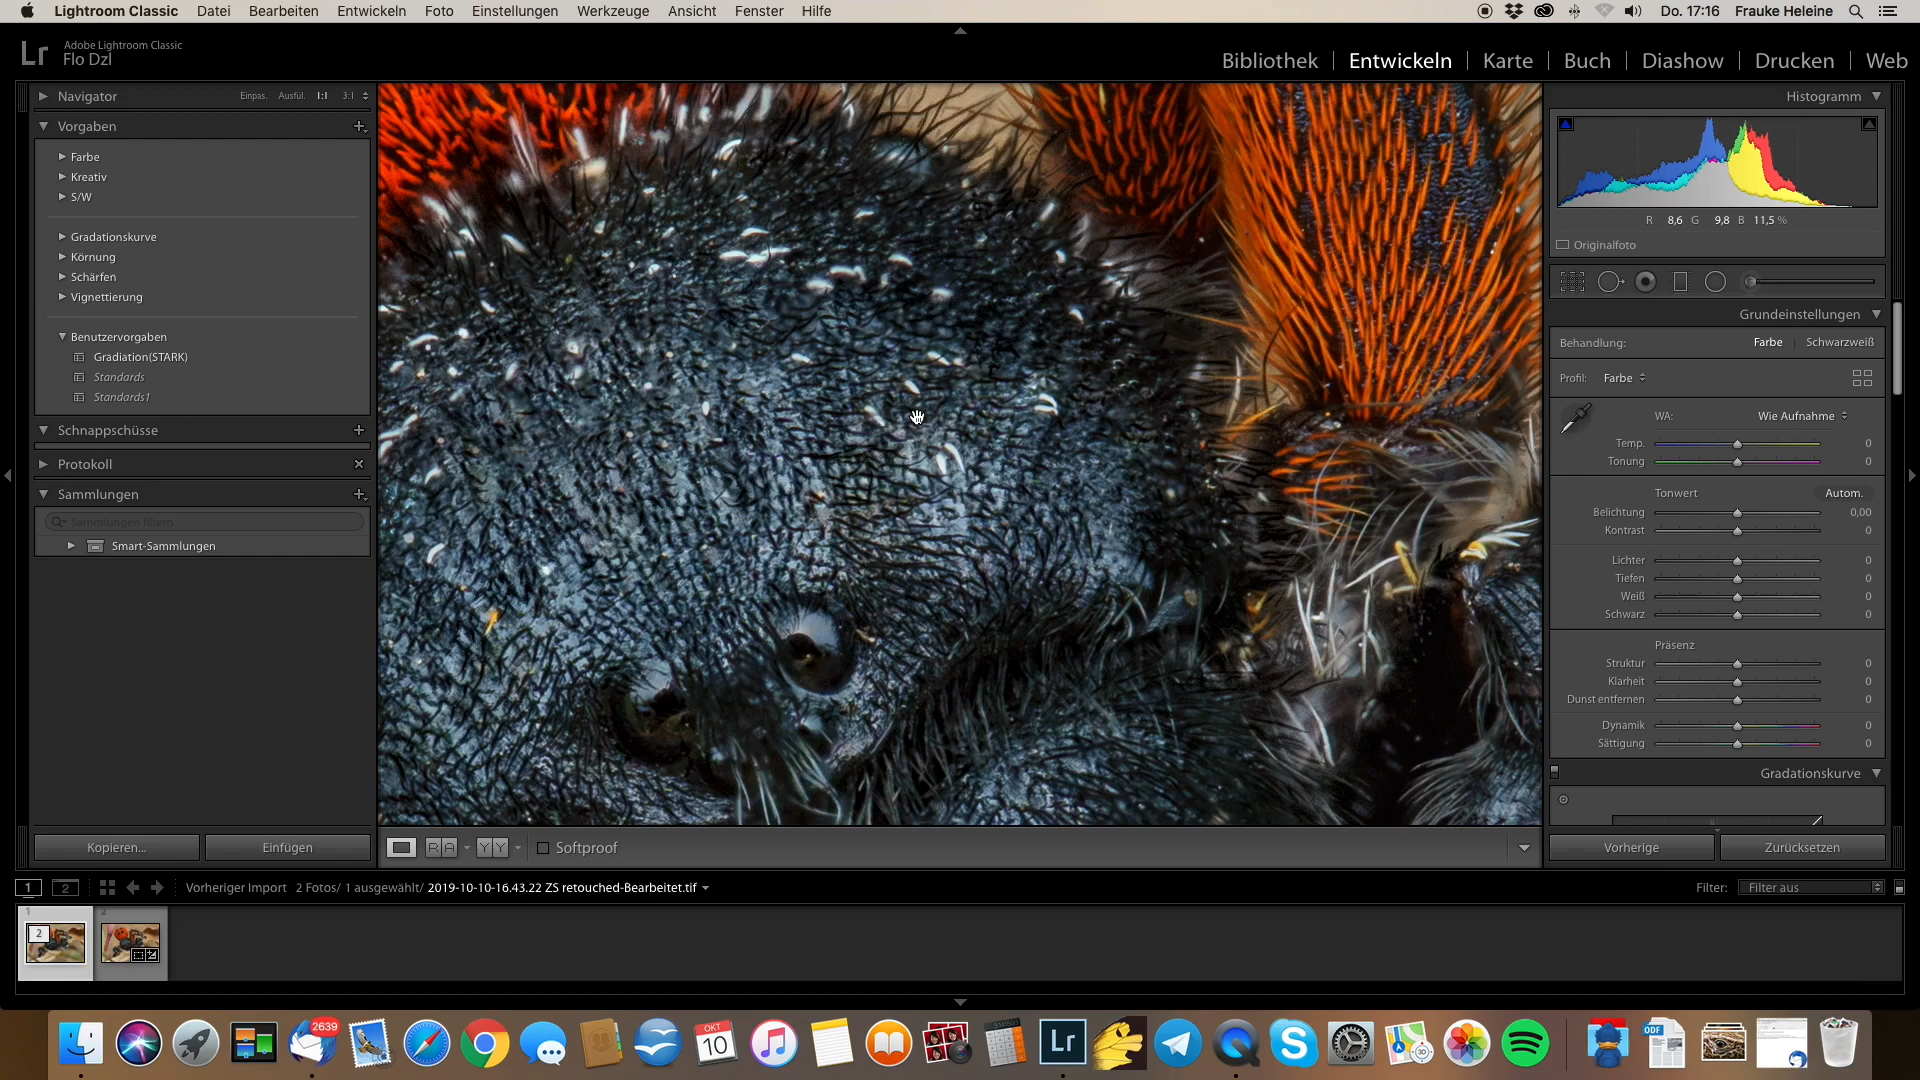 Lightroom Classic Datei Bearbeiten Entwickeln Foto Einstellungen Werkzeuge Ansicht Fenster Hilfe Do. 17:16 Frauke Heleine
Lr Adobe Lightroom Classic
Flo Dzl
Bibliothek Entwickeln Karte Buch Diashow Drucken Web
Navigator Einpas. Ausfül. 1:1 3:1
Vorgaben
Farbe
Kreativ
S/W
Gradationskurve
Körnung
Schärfen
Vignettierung
Benutzervorgaben
Gradiation(STARK)
Standards
Standards1
Schnappschüsse
Protokoll
Sammlungen
Sammlungen filtern
Smart-Sammlungen
Kopieren... Einfügen
Histogramm
R 8,6 G 9,8 B 11,5 %
Originalfoto
Grundeinstellungen
Behandlung: Farbe Schwarzweiß
Profil: Farbe
WA: Wie Aufnahme
Temp. 0
Tonung 0
Tonwert Autom.
Belichtung 0,00
Kontrast 0
Lichter 0
Tiefen 0
Weiß 0
Schwarz 0
Präsenz
Struktur 0
Klarheit 0
Dunst entfernen 0
Dynamik 0
Sättigung 0
Gradationskurve
Vorherige Zurücksetzen
R A Y Y Softproof
1 2 Vorheriger Import 2 Fotos/ 1 ausgewählt/ 2019-10-10-16.43.22 ZS retouched-Bearbeitet.tif Filter: Filter aus
1 2
2
2639 OKT 10 Lr ODF